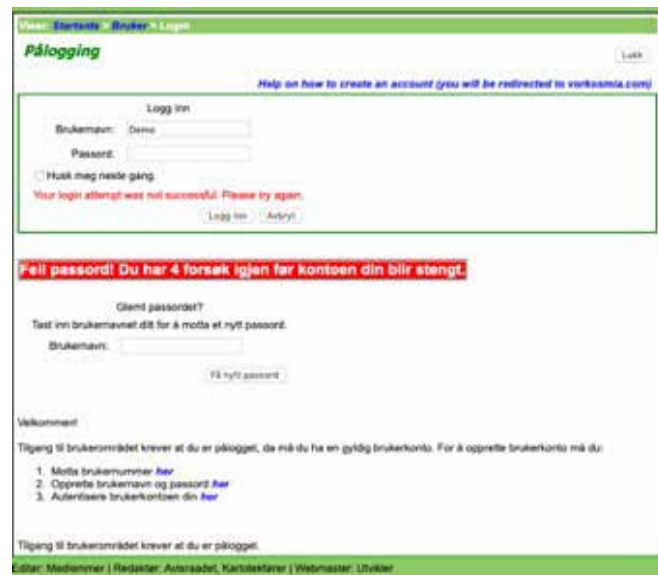 Viser: Startside > Bruker > Login
Pålogging
Lukk
Help on how to create an account (you will be redirected to vorkosmia.com)
Logg inn
Brukernavn: Demo
Passord:
Husk meg neste gang.
Your login attempt was not successful. Please try again.
Logg inn Avbryt
Feil passord! Du har 4 forsøk igjen før kontoen din blir stengt.
Glemt passordet?
Tast inn brukernavnet ditt for å motta et nytt passord.
Brukernavn:
Få nytt passord
Velkommen!
Tilgang til brukerområdet krever at du er pålogget, da må du ha en gyldig brukerkonto. For å opprette brukerkonto må du:
1. Motta brukernummer her
2. Opprette brukernavn og passord her
3. Autentisere brukerkontoen din her
Tilgang til brukerområdet krever at du er pålogget.
Editor: Medlemmer | Redaktør: Avisraadet, Kartotekfører | Webmaster: Utvikler